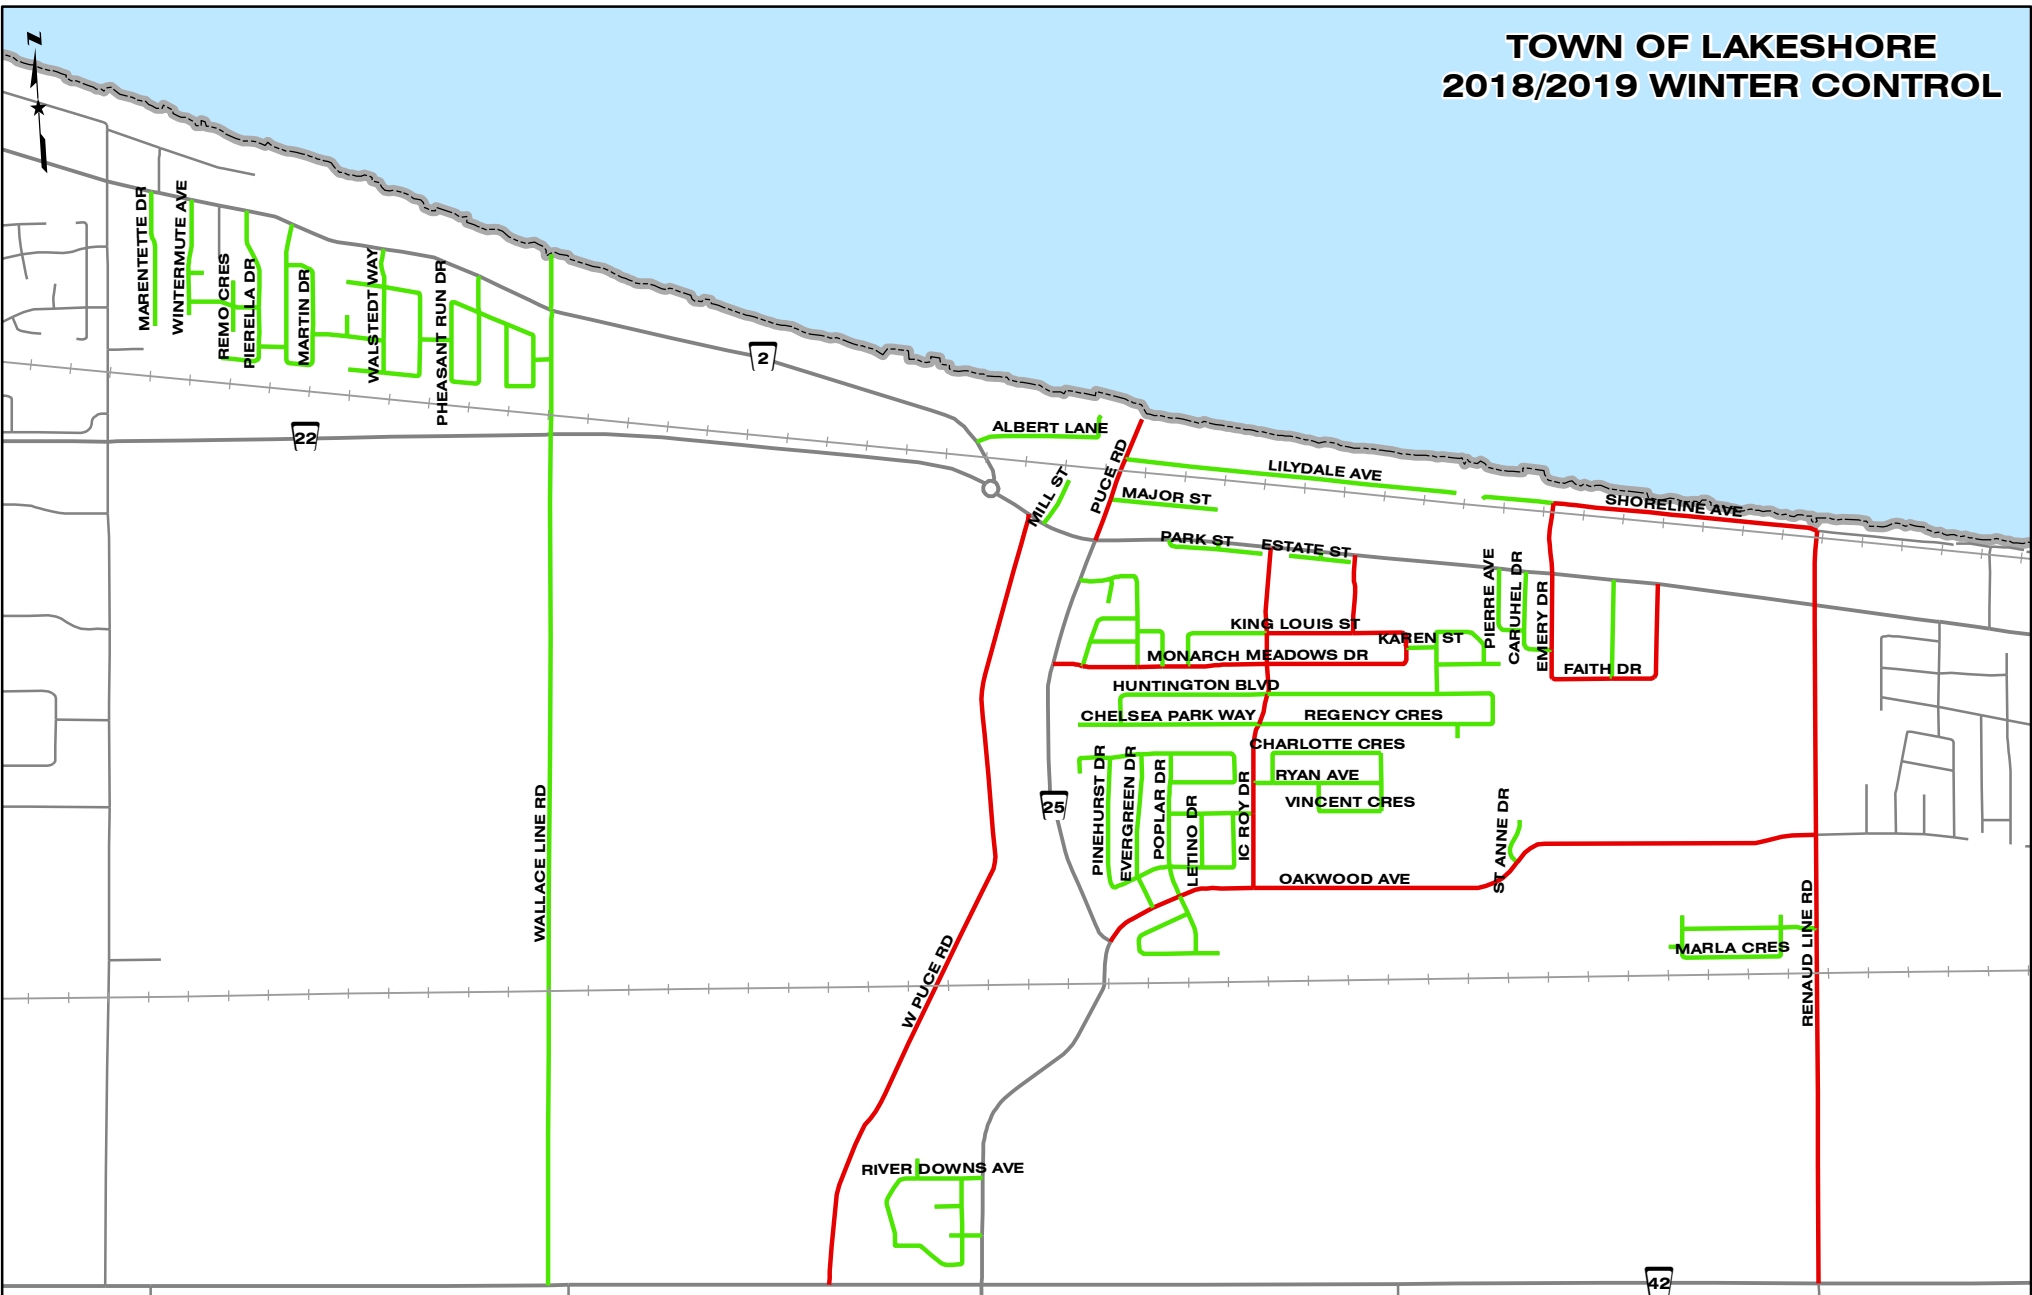 TOWN OF LAKESHORE
2018/2019 WINTER CONTROL
N
MARENTETTE DR
WINTERMUTE AVE
REMO CRES
PIERELLA DR
MARTIN DR
WALSTEDT WAY
PHEASANT RUN DR
2
22
ALBERT LANE
MILL ST
PUCE RD
LILYDALE AVE
MAJOR ST
SHORELINE AVE
PARK ST
ESTATE ST
PIERRE AVE
CARUHEL DR
EMERY DR
KING LOUIS ST
KAREN ST
MONARCH MEADOWS DR
FAITH DR
HUNTINGTON BLVD
CHELSEA PARK WAY
REGENCY CRES
CHARLOTTE CRES
PINEHURST DR
EVERGREEN DR
POPLAR DR
LETINO DR
IC ROY DR
RYAN AVE
VINCENT CRES
25
WALLACE LINE RD
ST ANNE DR
OAKWOOD AVE
W PUCE RD
MARLA CRES
RENAUD LINE RD
RIVER DOWNS AVE
42